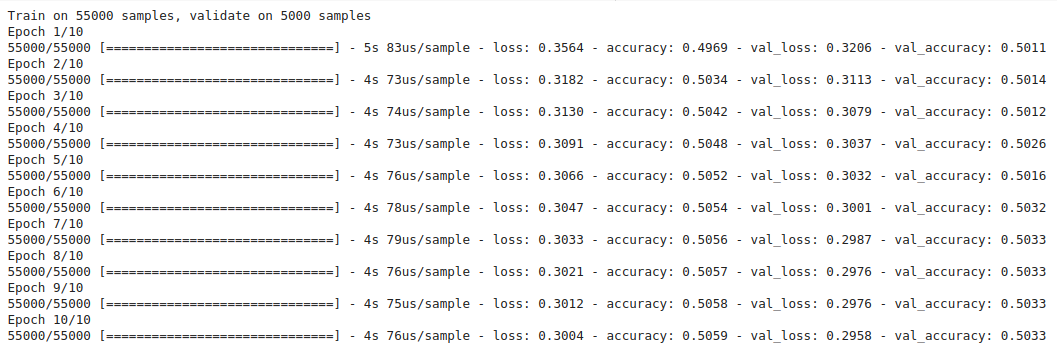 Train on 55000 samples, validate on 5000 samples
Epoch 1/10
55000/55000 [==============================] - 5s 83us/sample - loss: 0.3564 - accuracy: 0.4969 - val_loss: 0.3206 - val_accuracy: 0.5011
Epoch 2/10
55000/55000 [==============================] - 4s 73us/sample - loss: 0.3182 - accuracy: 0.5034 - val_loss: 0.3113 - val_accuracy: 0.5014
Epoch 3/10
55000/55000 [==============================] - 4s 74us/sample - loss: 0.3130 - accuracy: 0.5042 - val_loss: 0.3079 - val_accuracy: 0.5012
Epoch 4/10
55000/55000 [==============================] - 4s 73us/sample - loss: 0.3091 - accuracy: 0.5048 - val_loss: 0.3037 - val_accuracy: 0.5026
Epoch 5/10
55000/55000 [==============================] - 4s 76us/sample - loss: 0.3066 - accuracy: 0.5052 - val_loss: 0.3032 - val_accuracy: 0.5016
Epoch 6/10
55000/55000 [==============================] - 4s 78us/sample - loss: 0.3047 - accuracy: 0.5054 - val_loss: 0.3001 - val_accuracy: 0.5032
Epoch 7/10
55000/55000 [==============================] - 4s 79us/sample - loss: 0.3033 - accuracy: 0.5056 - val_loss: 0.2987 - val_accuracy: 0.5033
Epoch 8/10
55000/55000 [==============================] - 4s 76us/sample - loss: 0.3021 - accuracy: 0.5057 - val_loss: 0.2976 - val_accuracy: 0.5033
Epoch 9/10
55000/55000 [==============================] - 4s 75us/sample - loss: 0.3012 - accuracy: 0.5058 - val_loss: 0.2976 - val_accuracy: 0.5033
Epoch 10/10
55000/55000 [==============================] - 4s 76us/sample - loss: 0.3004 - accuracy: 0.5059 - val_loss: 0.2958 - val_accuracy: 0.5033